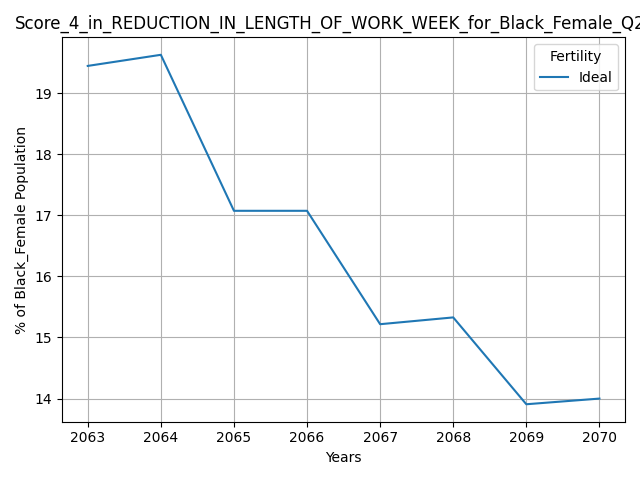 Score_4_in_REDUCTION_IN_LENGTH_OF_WORK_WEEK_for_Black_Female_Q2
Fertility
Ideal
% of Black_Female Population
19
18
17
16
15
14
2063 2064 2065 2066 2067 2068 2069 2070
Years